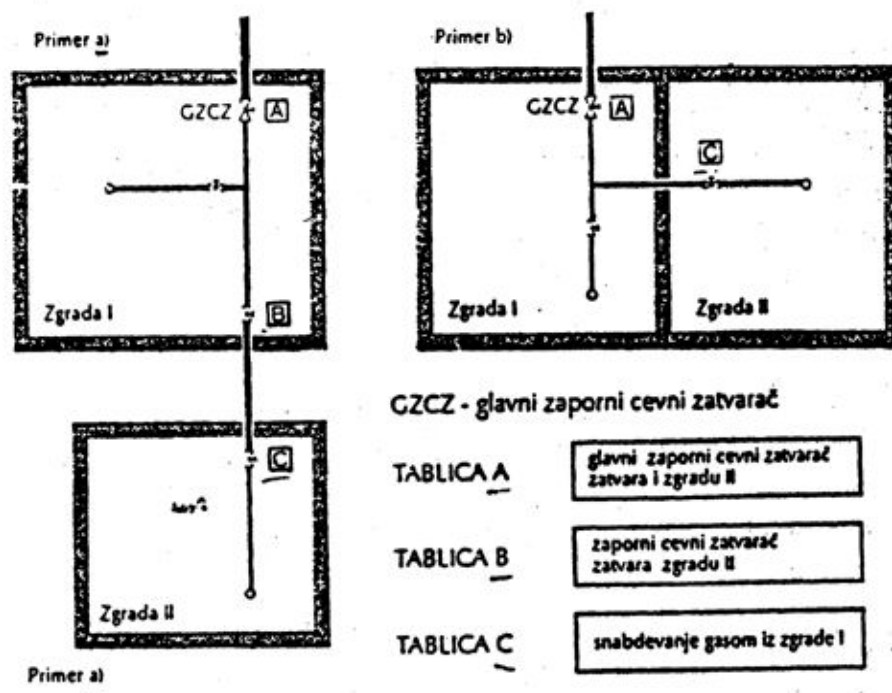 Primer a)
GZCZ A
B
Zgrada I
C
Zgrada II
Primer a)
Primer b)
GZCZ A
C
Zgrada I
Zgrada II
GZCZ - glavni zaporni cevni zatvarač
TABLICA A
glavni zaporni cevni zatvarač
zatvara i zgradu II
TABLICA B
zaporni cevni zatvarač
zatvara zgradu II
TABLICA C
snabdevanje gasom iz zgrade I